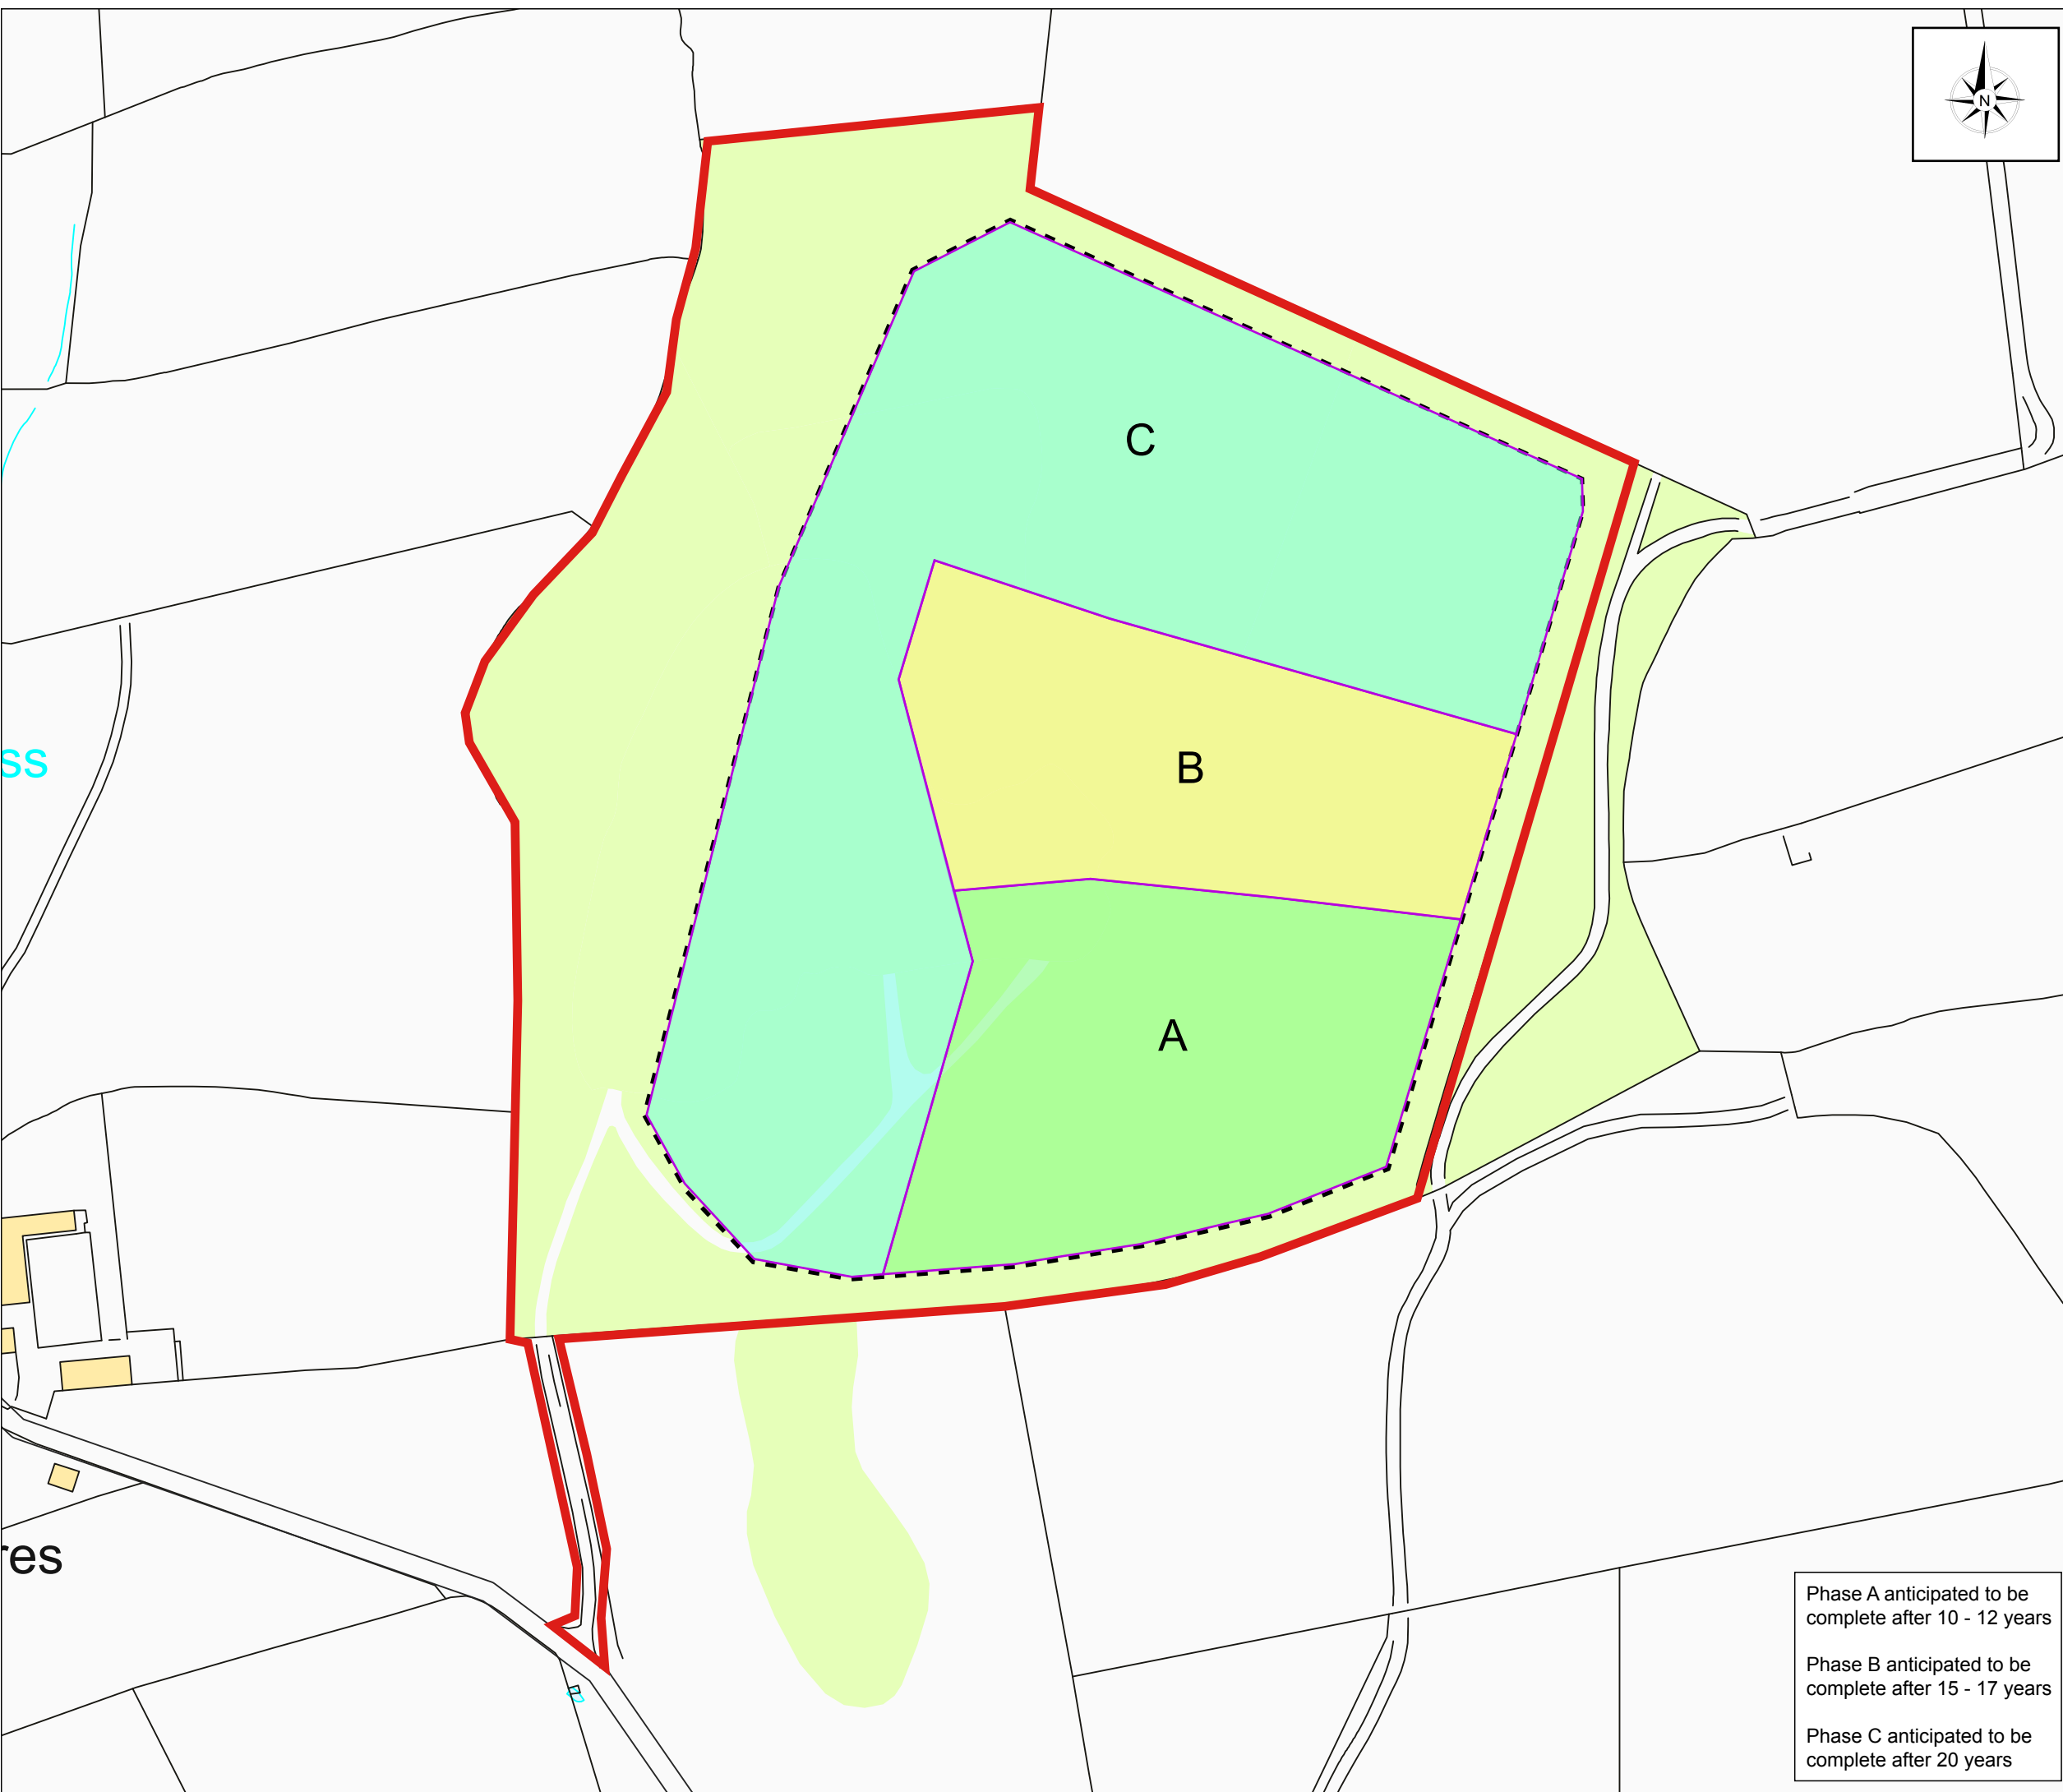 N
C
ss
B
A
res
Phase A anticipated to be
complete after 10 - 12 years
Phase B anticipated to be
complete after 15 - 17 years
Phase C anticipated to be
complete after 20 years